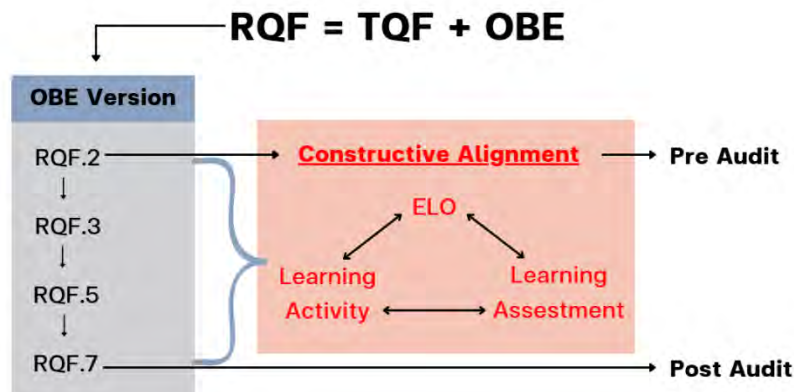 RQF = TQF + OBE
OBE Version
RQF.2
RQF.3
RQF.5
RQF.7
Constructive Alignment
ELO
Learning
Activity
Learning
Assestment
Pre Audit
Post Audit